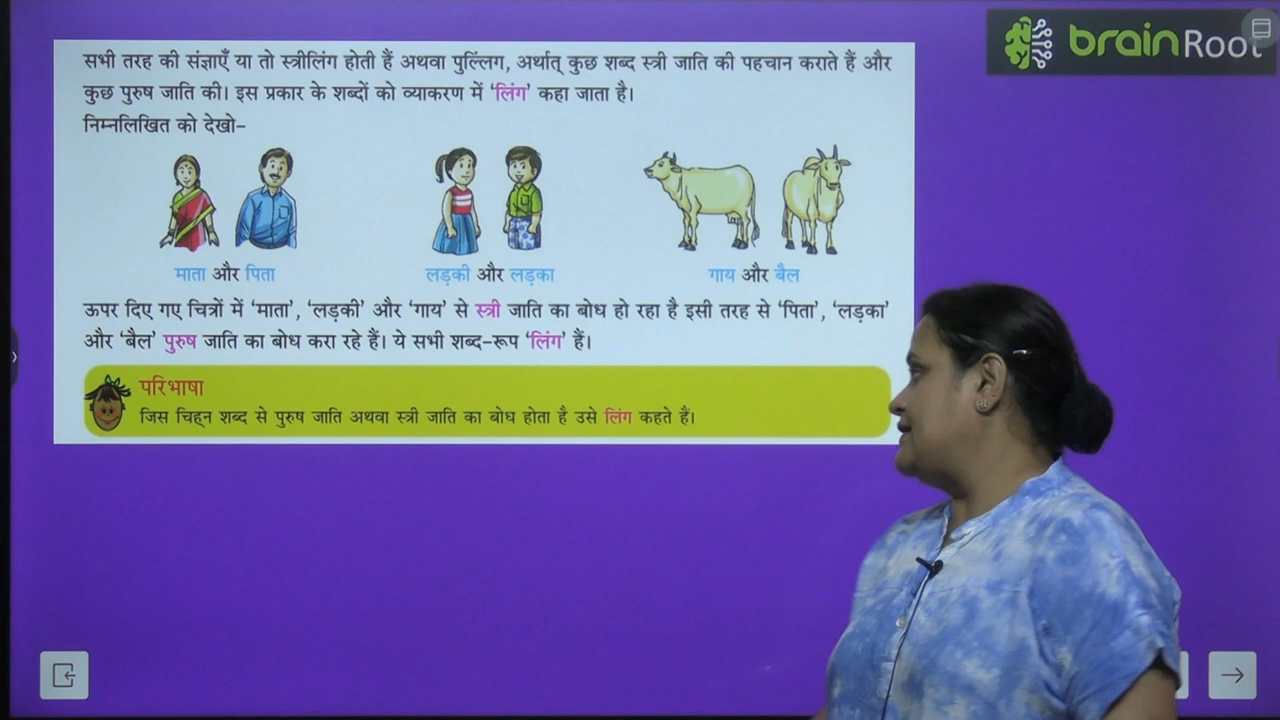 brainRoot
सभी तरह की संज्ञाएँ या तो स्त्रीलिंग होती हैं अथवा पुल्लिंग, अर्थात् कुछ शब्द स्त्री जाति की पहचान कराते हैं और
कुछ पुरुष जाति की। इस प्रकार के शब्दों को व्याकरण में ‘लिंग’ कहा जाता है।
निम्नलिखित को देखो–
माता और पिता
लड़की और लड़का
गाय और बैल
ऊपर दिए गए चित्रों में ‘माता’, ‘लड़की’ और ‘गाय’ से स्त्री जाति का बोध हो रहा है इसी तरह से ‘पिता’, ‘लड़का’
और ‘बैल’ पुरुष जाति का बोध करा रहे हैं। ये सभी शब्द–रूप ‘लिंग’ हैं।
परिभाषा
जिस चिह्न शब्द से पुरुष जाति अथवा स्त्री जाति का बोध होता है उसे लिंग कहते हैं।